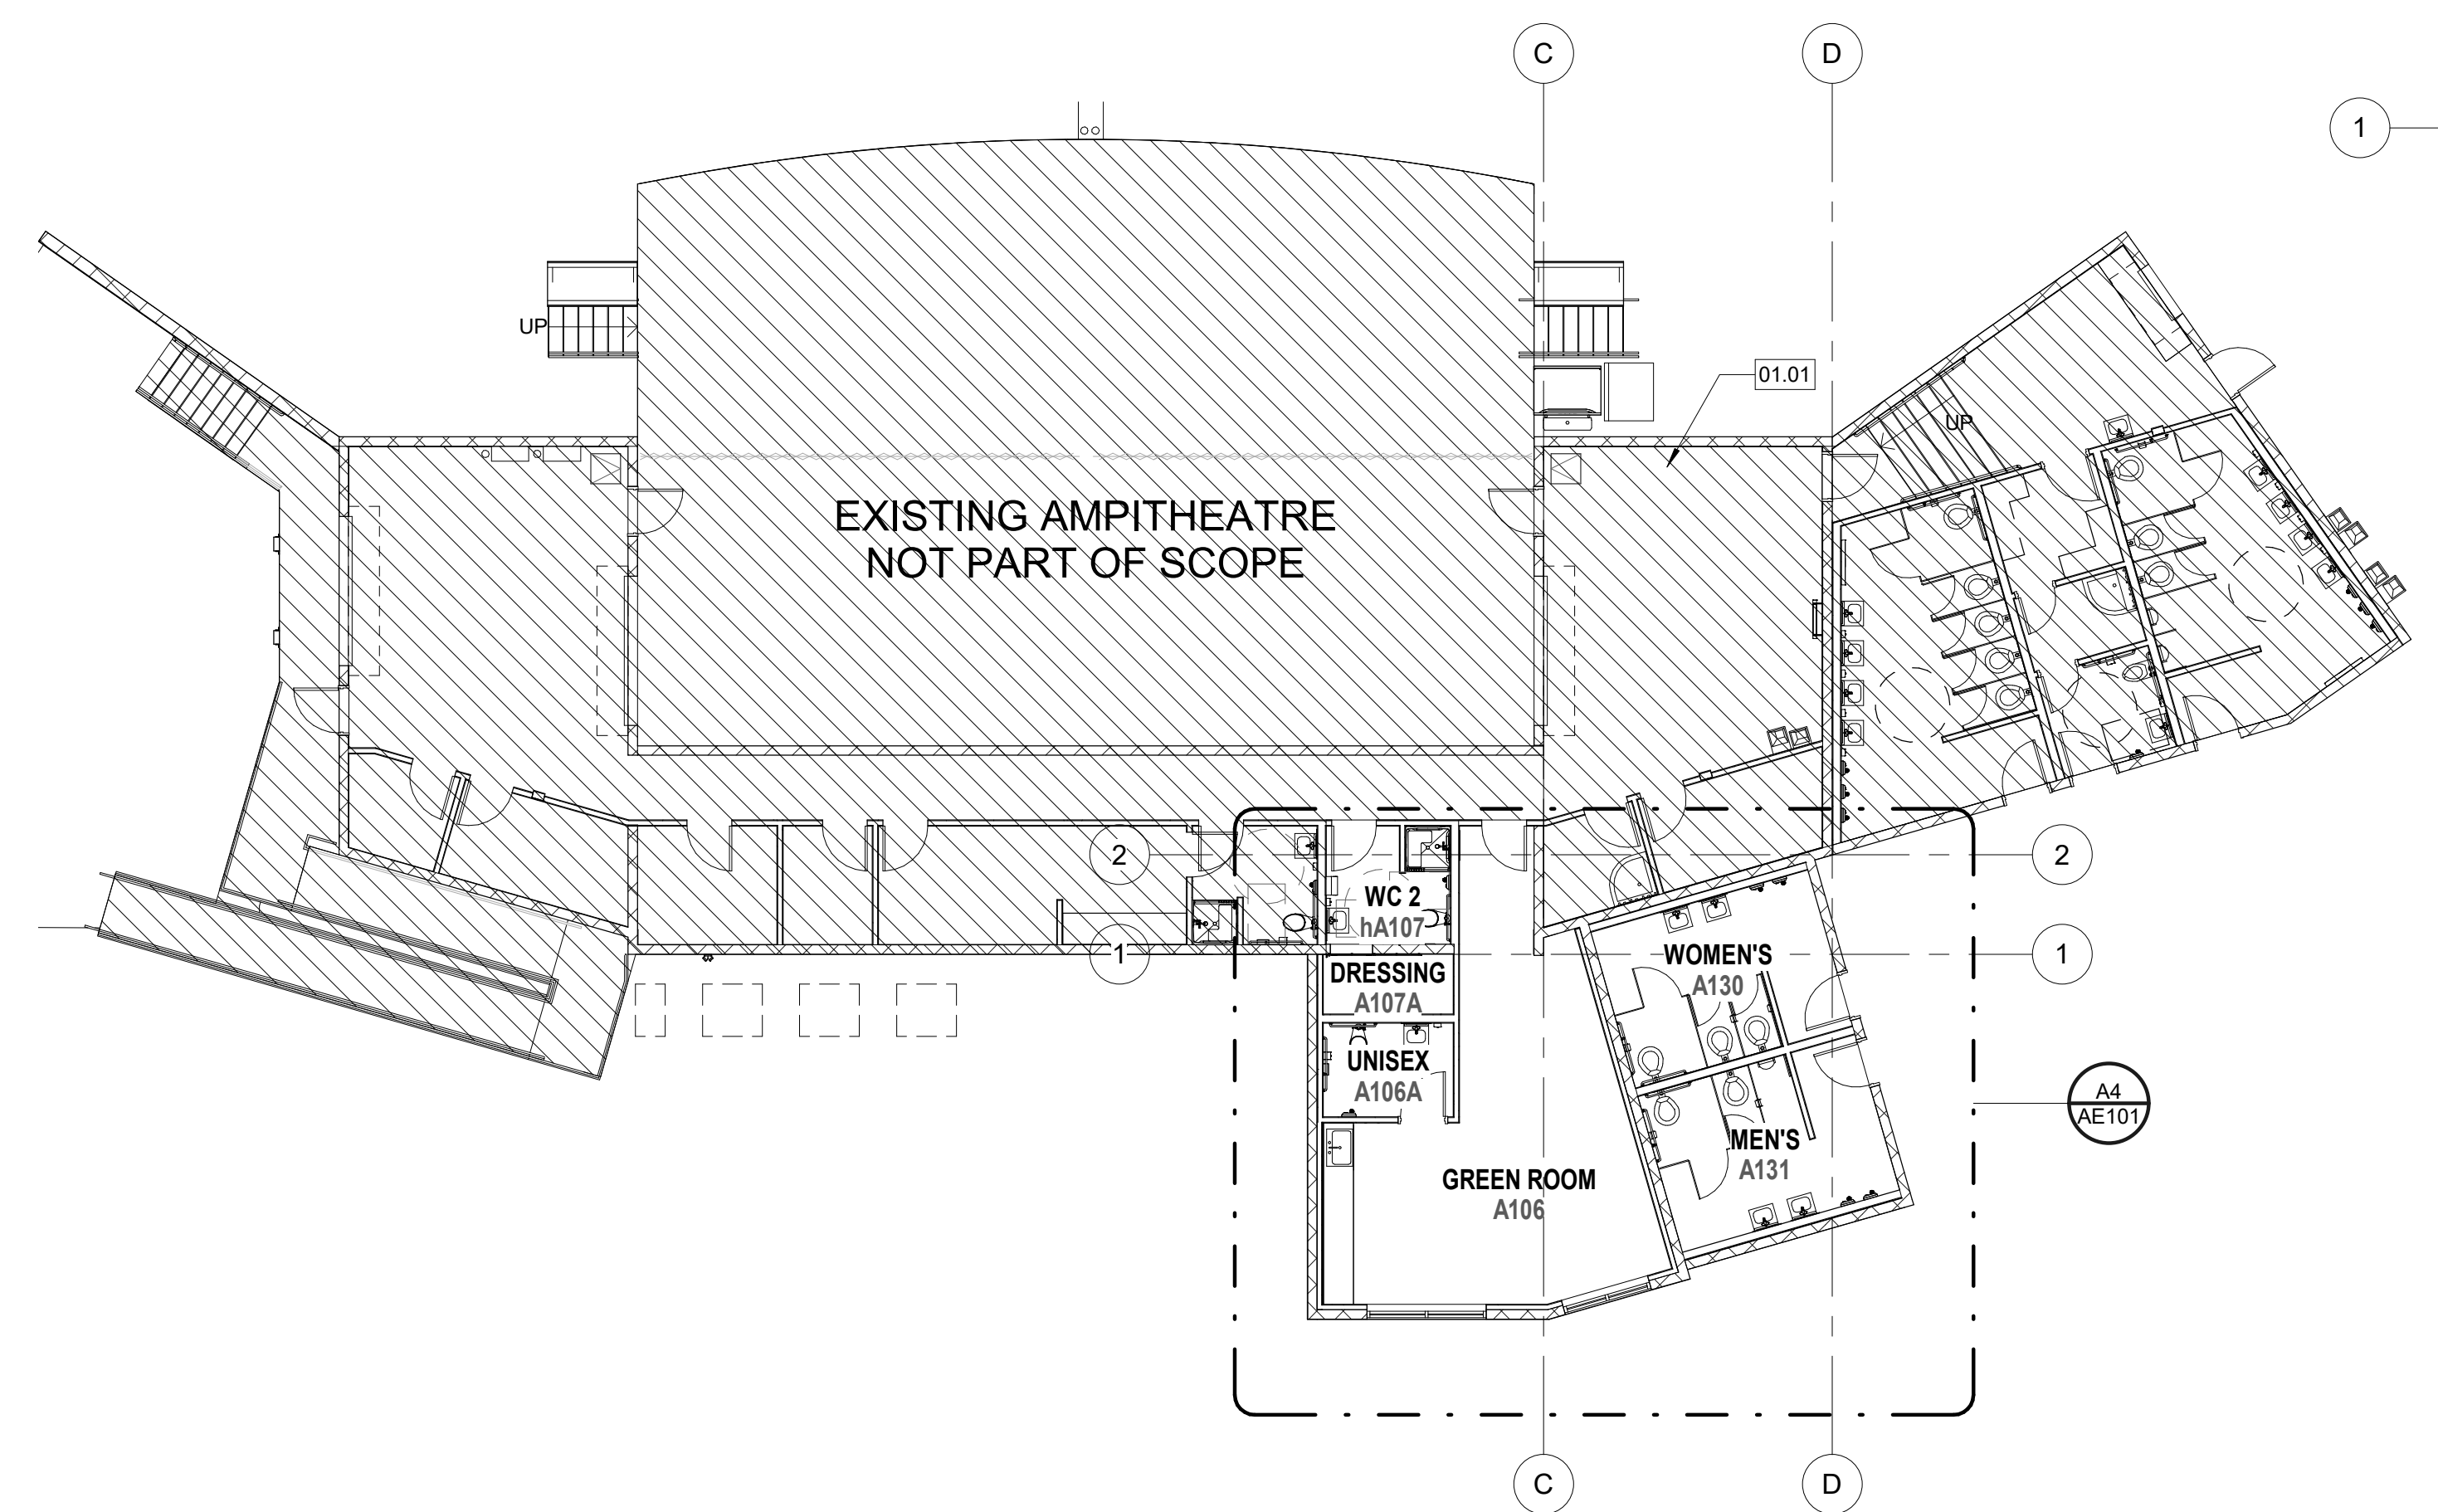 C
D
1
UP
01.01
UP
EXISTING AMPITHEATRE
NOT PART OF SCOPE
2
2
WC 2
hA107
1
WOMEN'S
A130
1
DRESSING
A107A
UNISEX
A106A
A4
AE101
MEN'S
A131
GREEN ROOM
A106
C
D